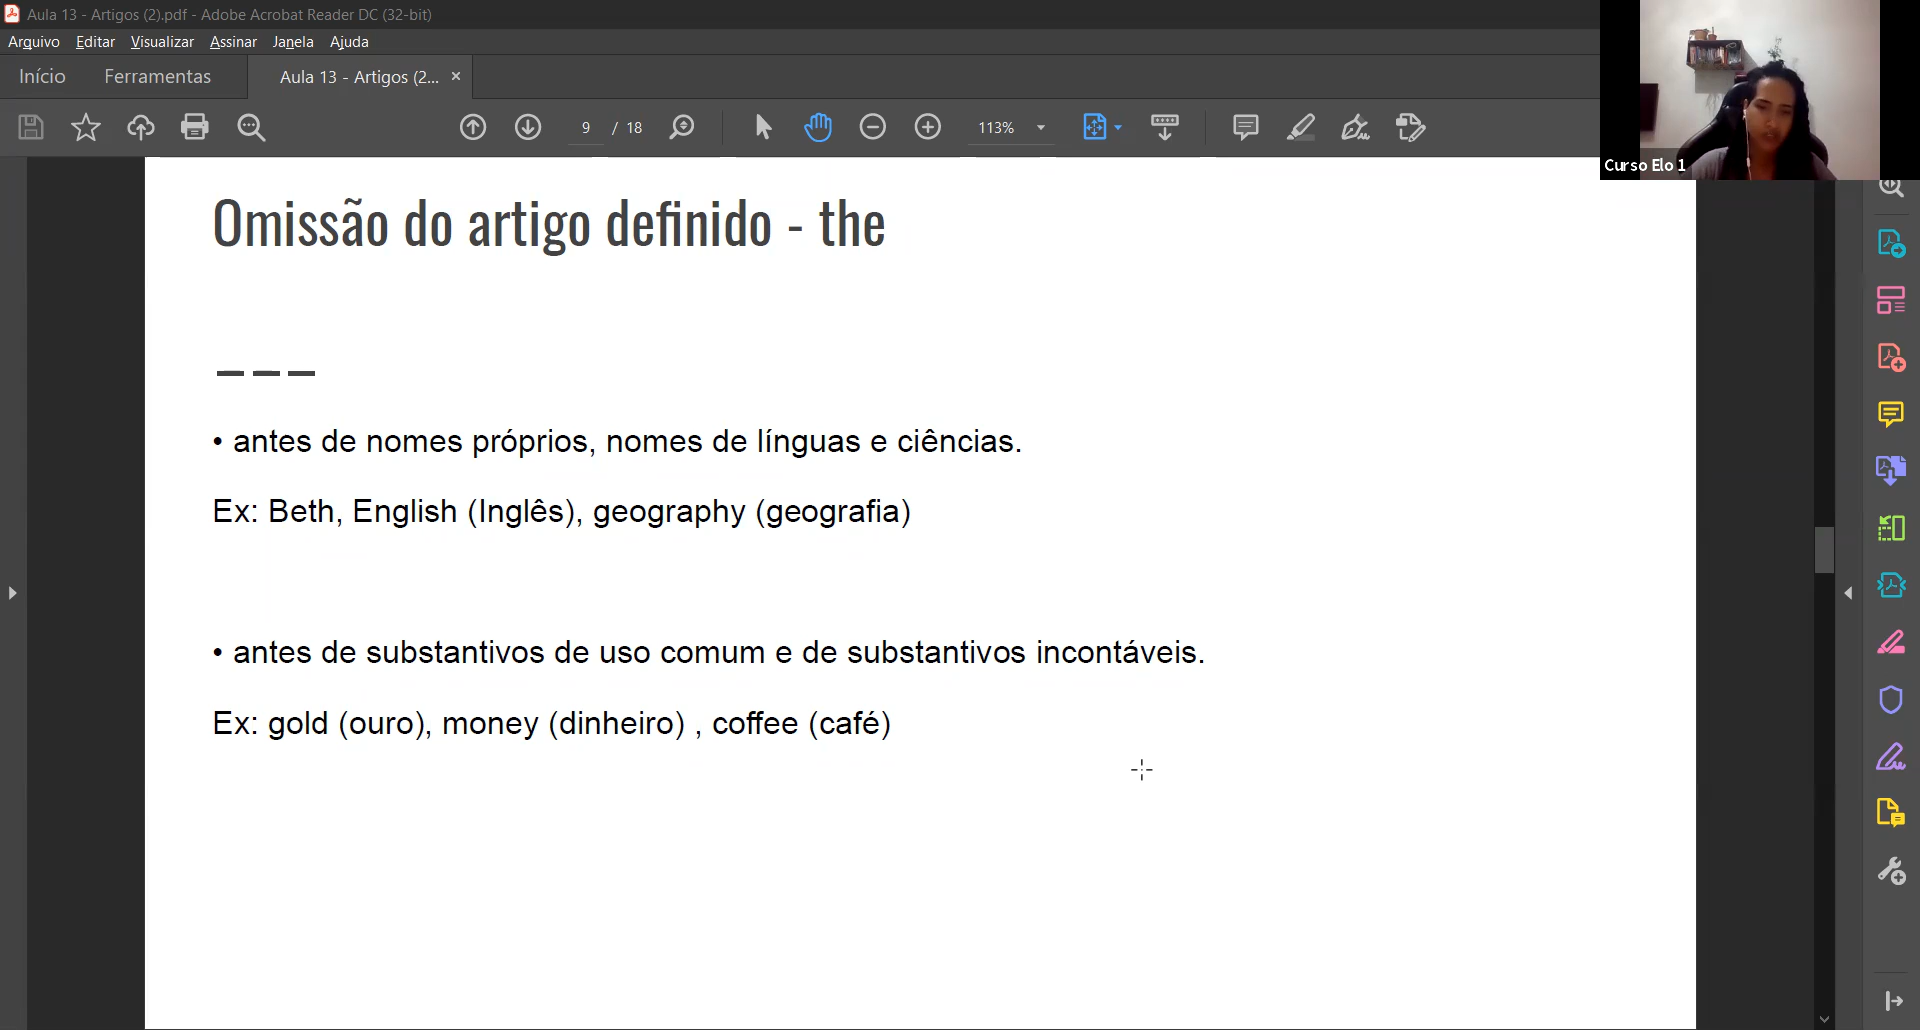 Aula 13 - Artigos (2).pdf - Adobe Acrobat Reader DC (32-bit)
Arquivo Editar Visualizar Assinar Janela Ajuda
Início Ferramentas Aula 13 - Artigos (2... ×
9 / 18 113%
Curso Elo 1
Omissão do artigo definido - the
• antes de nomes próprios, nomes de línguas e ciências.
Ex: Beth, English (Inglês), geography (geografia)
• antes de substantivos de uso comum e de substantivos incontáveis.
Ex: gold (ouro), money (dinheiro) , coffee (café)